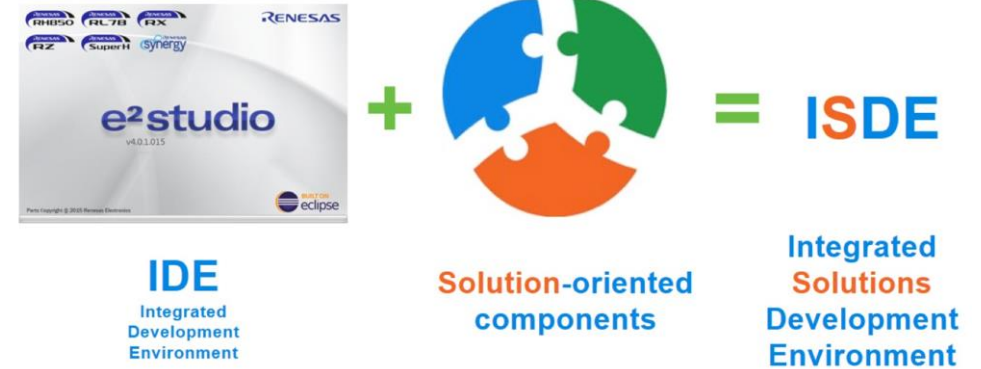 RENESAS
RH850 RL78 RX
RENESAS
RZ SuperH synergy
e² studio
v4.0.1.015
Parts Copyright © 2015 Renesas Electronics
BUILT ON
eclipse
+
=
ISDE
IDE
Integrated
Development
Environment
Solution-oriented
components
Integrated
Solutions
Development
Environment